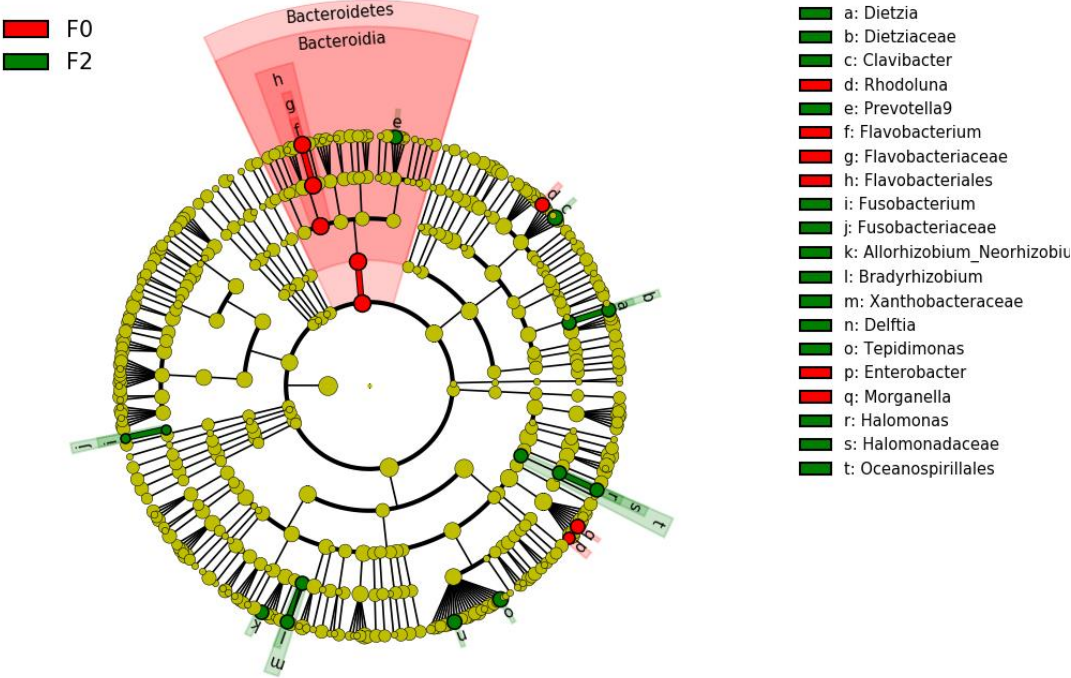 F0
F2
Bacteroidetes
Bacteroidia
h
g
f
e
d
c
b
a
r
s
t
q
p
o
n
m
l
k
j
i
a: Dietzia
b: Dietziaceae
c: Clavibacter
d: Rhodoluna
e: Prevotella9
f: Flavobacterium
g: Flavobacteriaceae
h: Flavobacteriales
i: Fusobacterium
j: Fusobacteriaceae
k: Allorhizobium_Neorhizobiu
l: Bradyrhizobium
m: Xanthobacteraceae
n: Delftia
o: Tepidimonas
p: Enterobacter
q: Morganella
r: Halomonas
s: Halomonadaceae
t: Oceanospirillales